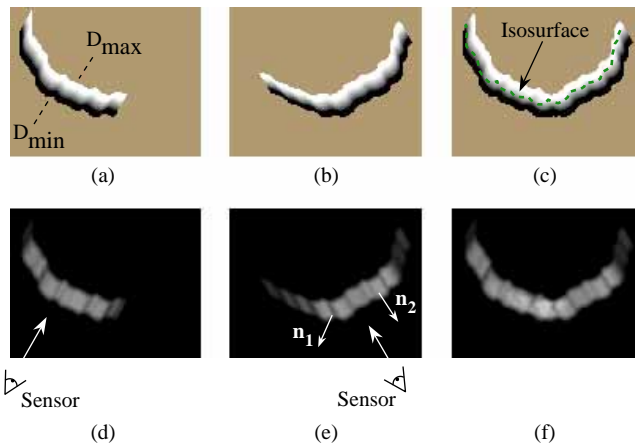 D_max
D_min
Isosurface
(a)
(b)
(c)
n_1
n_2
Sensor
Sensor
(d)
(e)
(f)